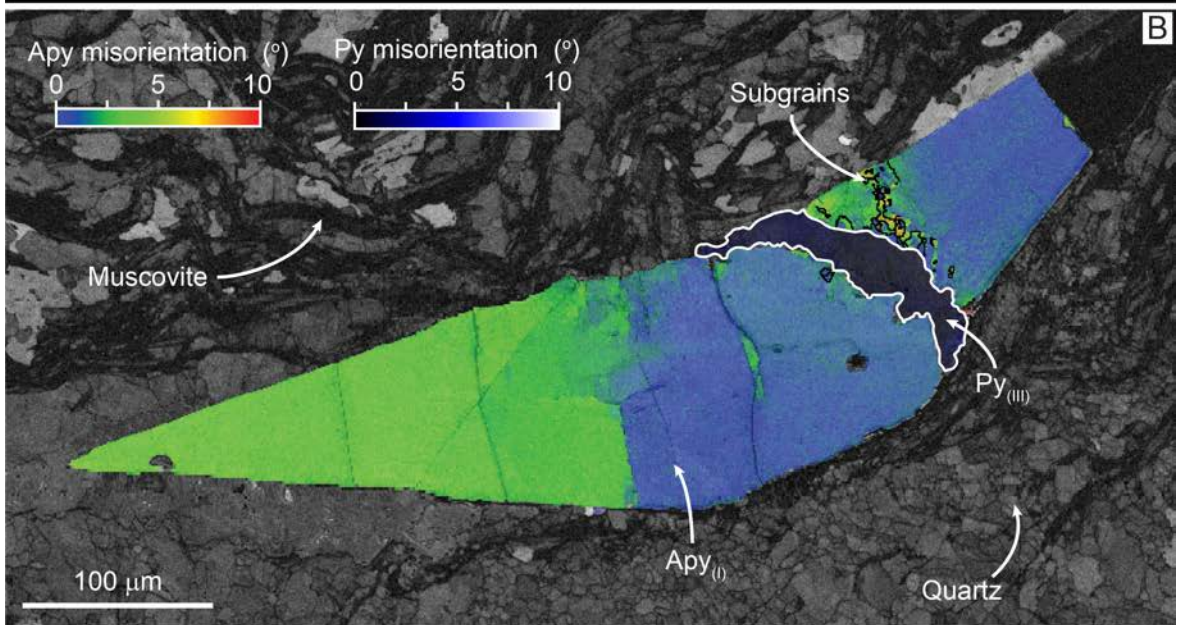 B
Apy misorientation (°)
0 5 10
Py misorientation (°)
0 5 10
Subgrains
Muscovite
Py(III)
Apy(I)
Quartz
100 μm